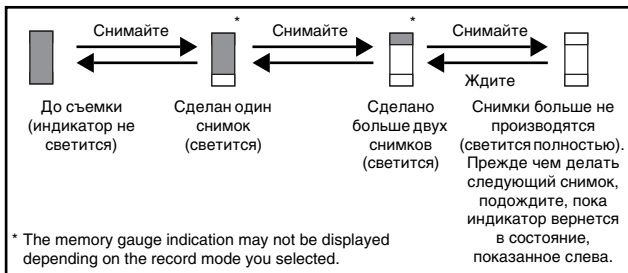 * *
Снимайте Снимайте Снимайте
Ждите
До съемки
(индикатор не
светится)
Сделан один
снимок
(светится)
Сделано
больше двух
снимков
(светится)
Снимки больше не
производятся
(светится полностью).
Прежде чем делать
следующий снимок,
подождите, пока
индикатор вернется
в состояние,
показанное слева.
* The memory gauge indication may not be displayed
depending on the record mode you selected.